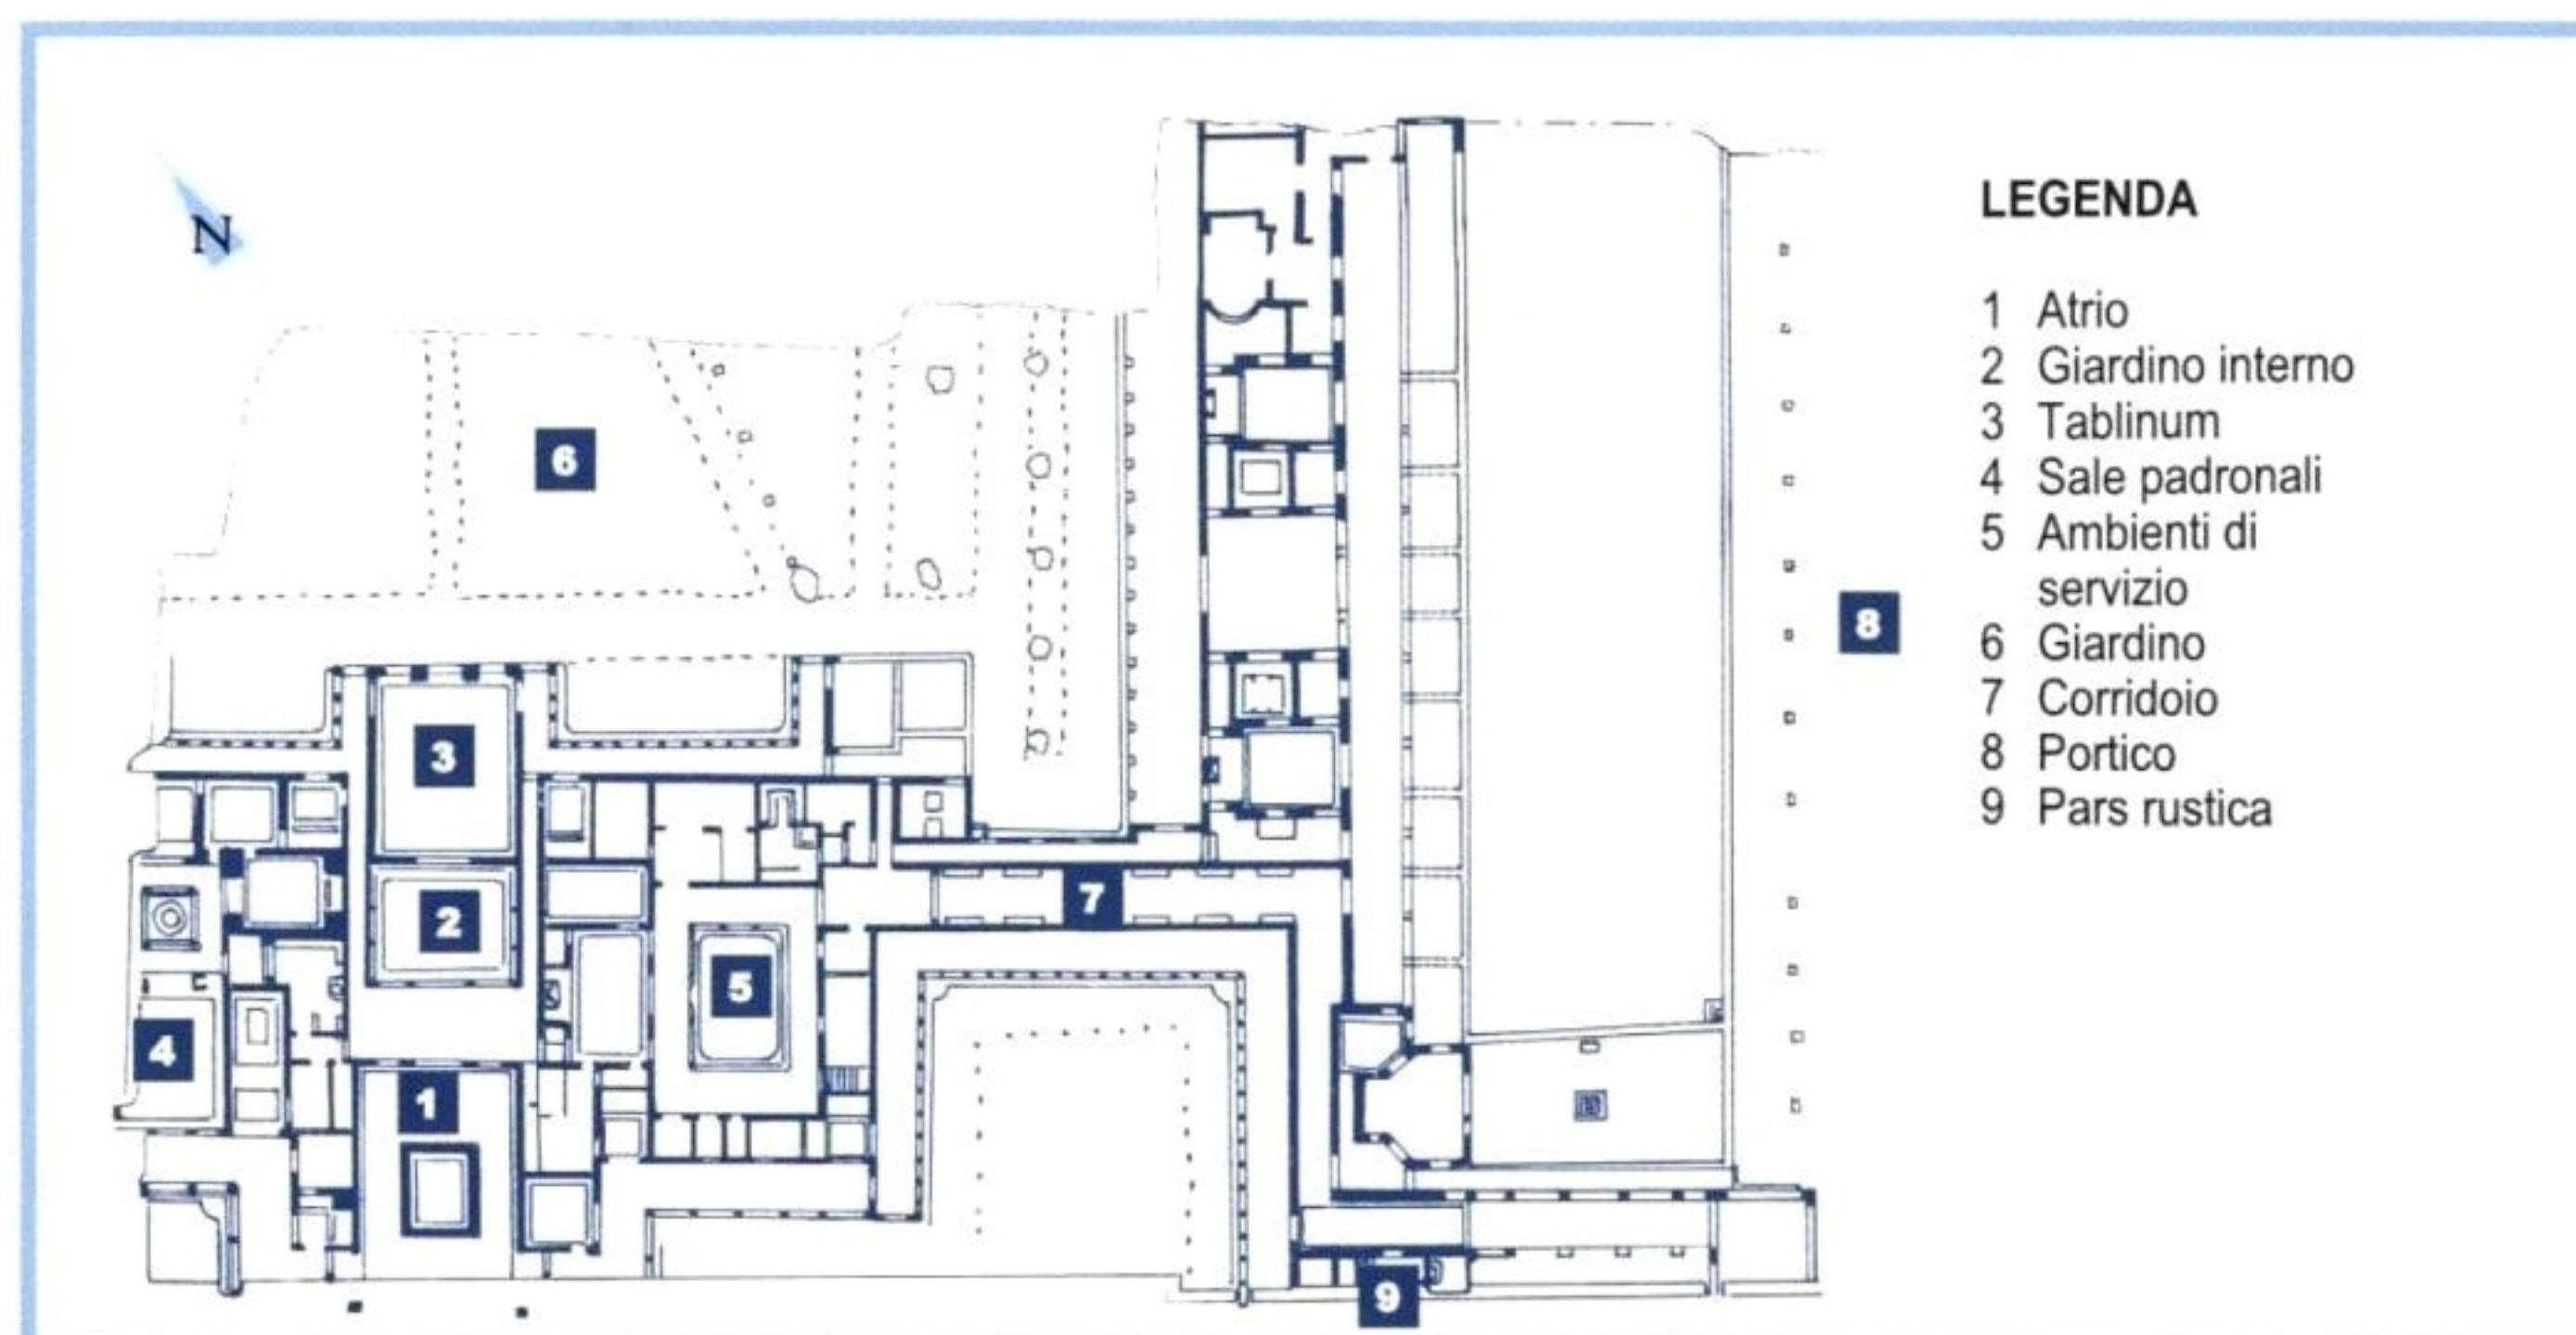 N
6
8
3
7
2
5
4
1
9
LEGENDA
1 Atrio
2 Giardino interno
3 Tablinum
4 Sale padronali
5 Ambienti di
servizio
6 Giardino
7 Corridoio
8 Portico
9 Pars rustica